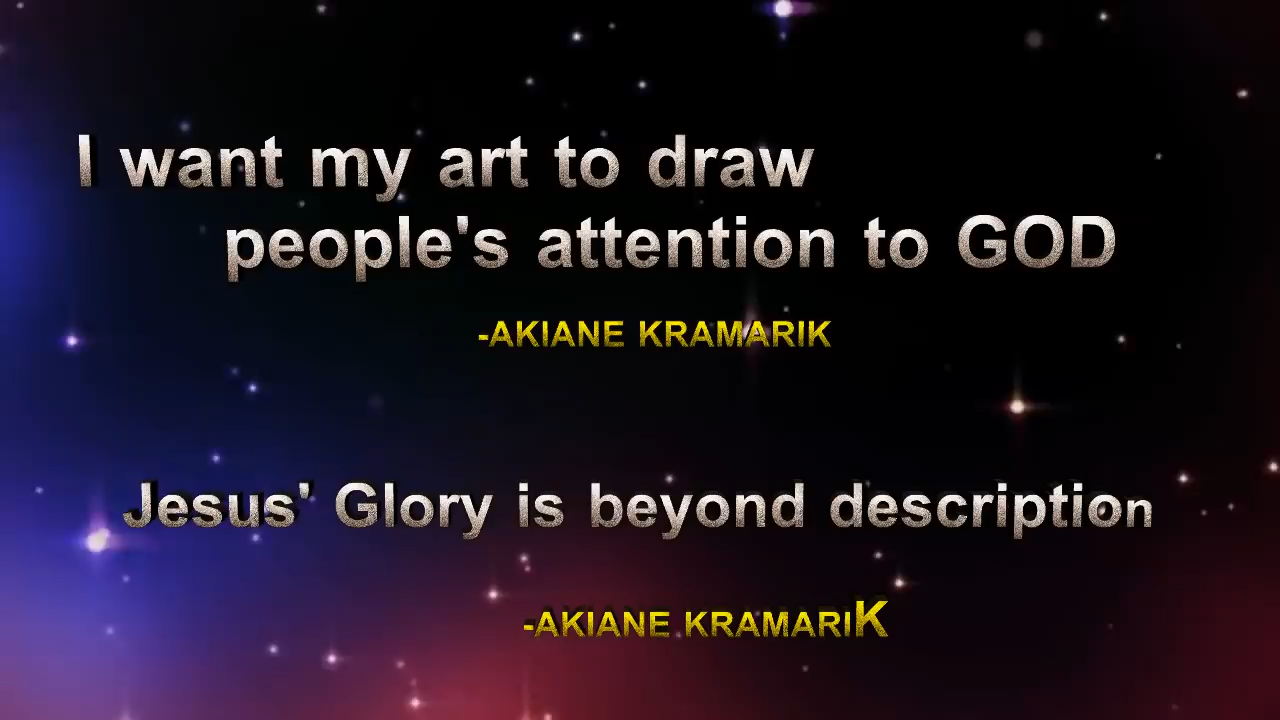 I want my art to draw
people's attention to GOD
-AKIANE KRAMARIK
Jesus' Glory is beyond description
-AKIANE KRAMARIK